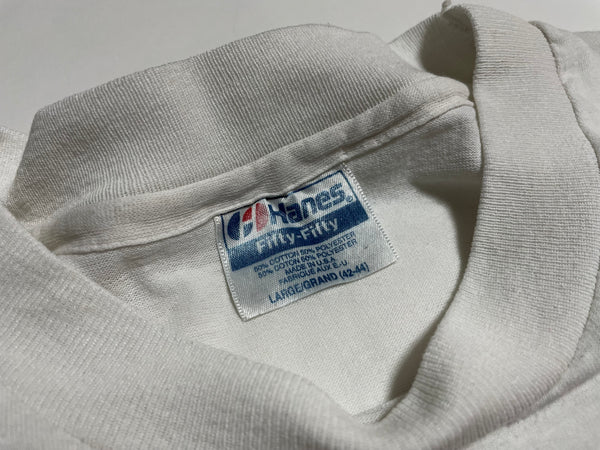 Hanes®
Fifty-Fifty
50% COTTON 50% POLYESTER
50% COTON 50% POLYESTER
MADE IN U.S.A.
FABRIQUE AUX É.-U.
LARGE/GRAND (42-44)